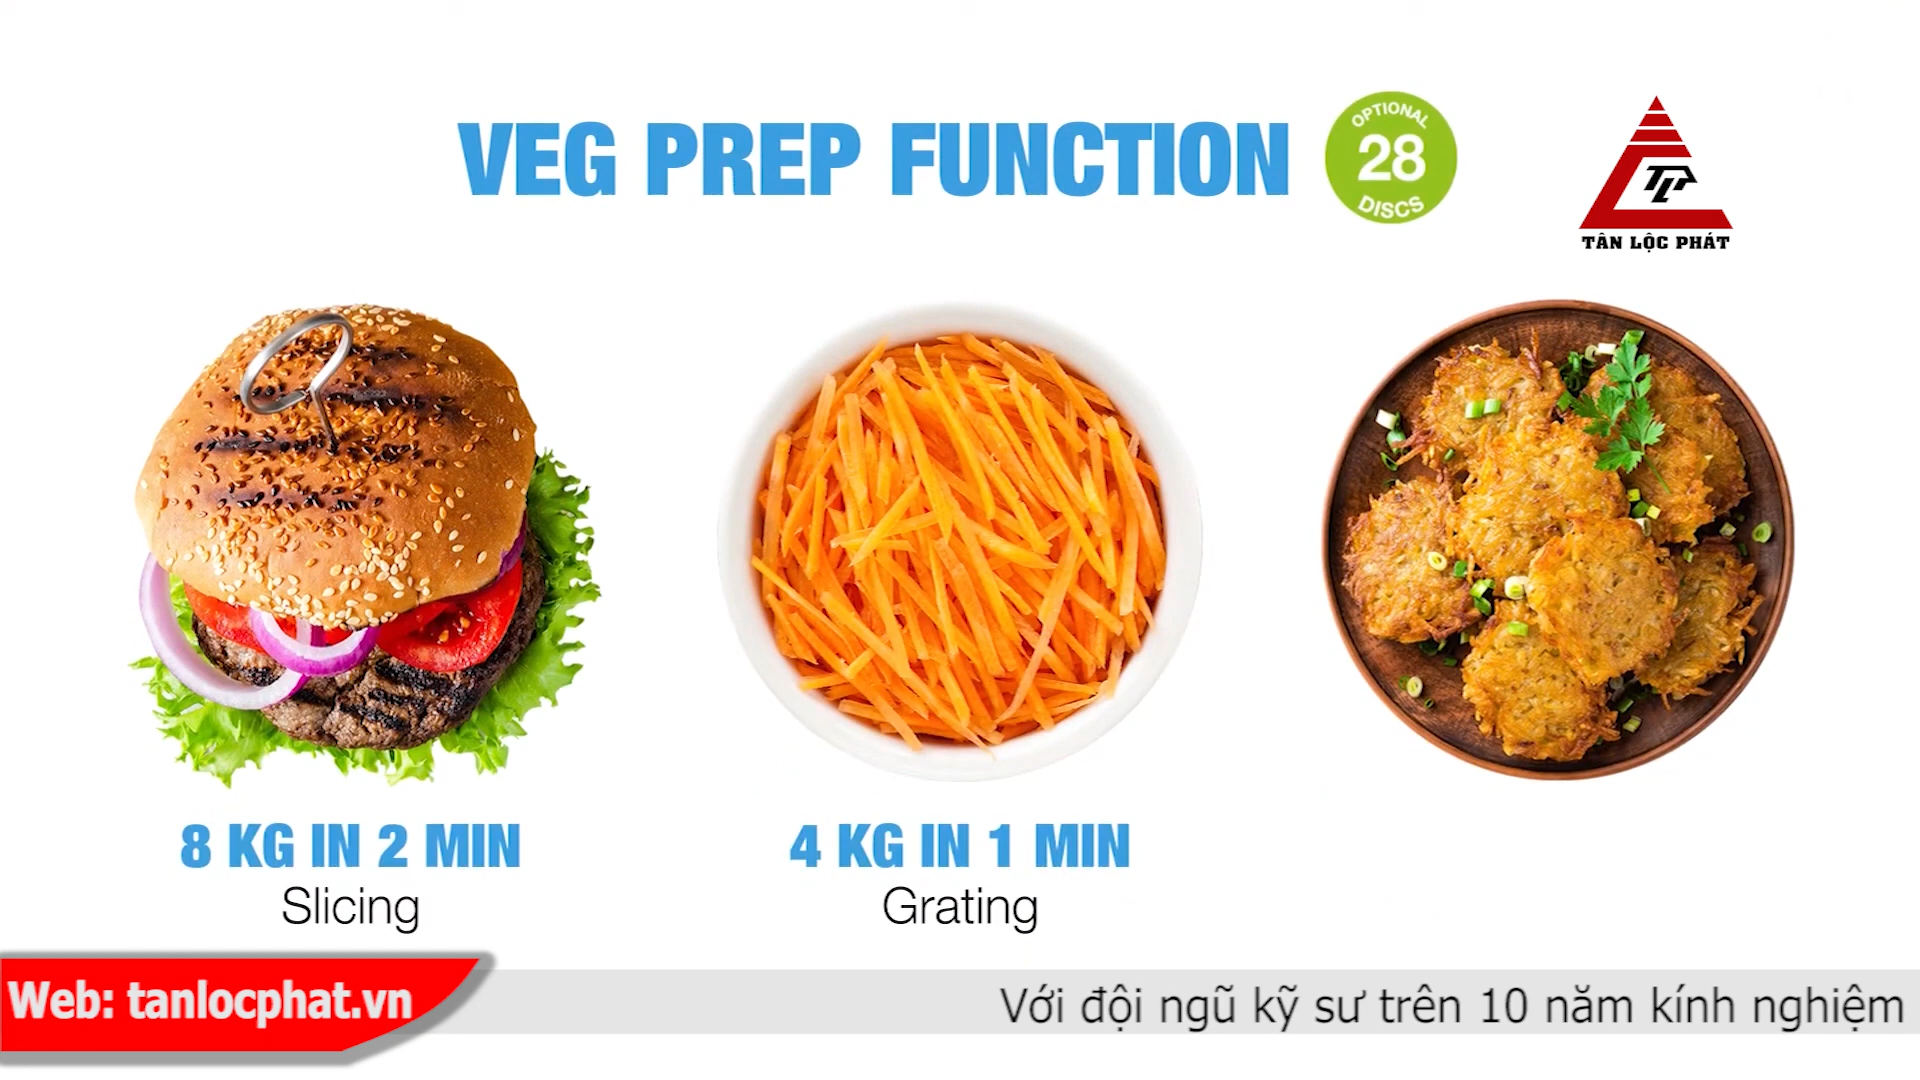 VEG PREP FUNCTION
OPTIONAL
28
DISCS
TLP
TÂN LỘC PHÁT
8 KG IN 2 MIN
Slicing
4 KG IN 1 MIN
Grating
Web: tanlocphat.vn
Với đội ngũ kỹ sư trên 10 năm kính nghiệm